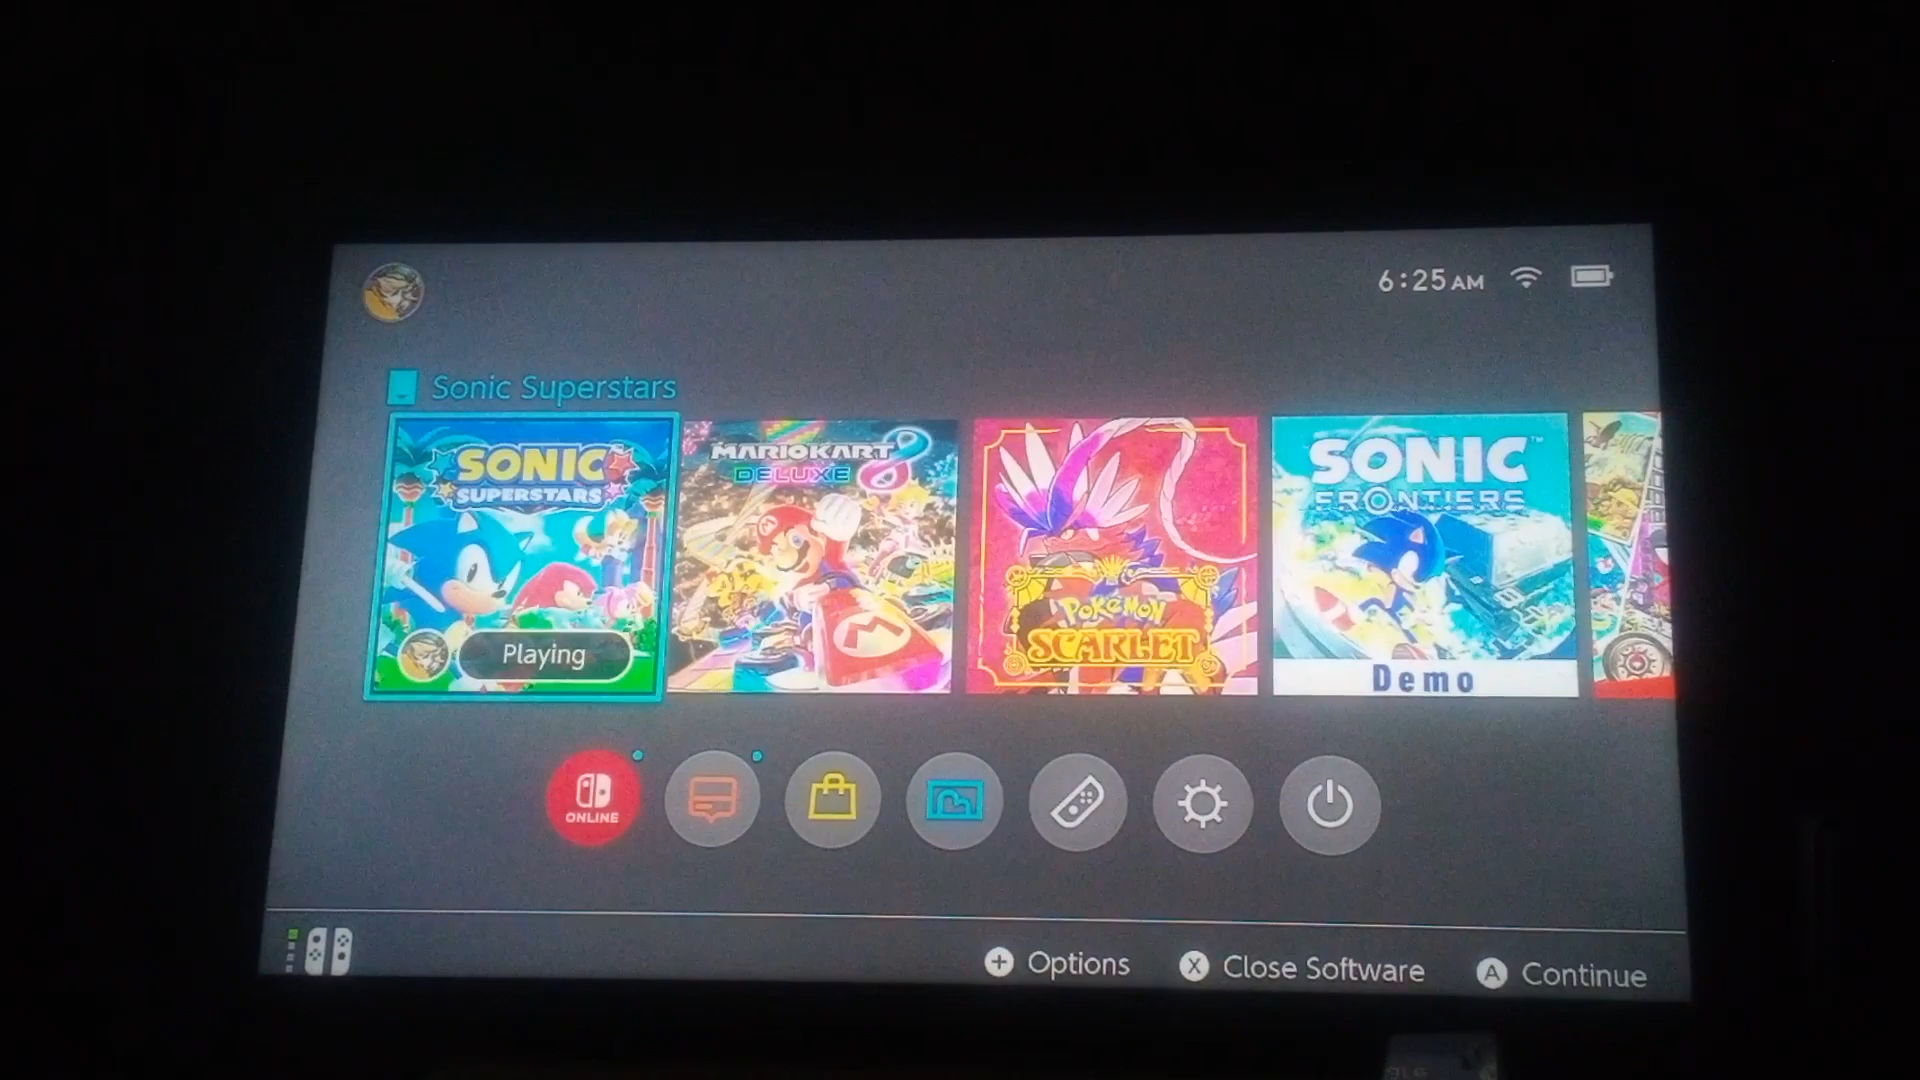 6:25 AM
Sonic Superstars
SONIC
SUPERSTARS
Playing
MARIOKART 8
DELUXE
M
POKéMON
SCARLET
SONIC™
FRONTIERS
Demo
ONLINE
+ Options
X Close Software
A Continue